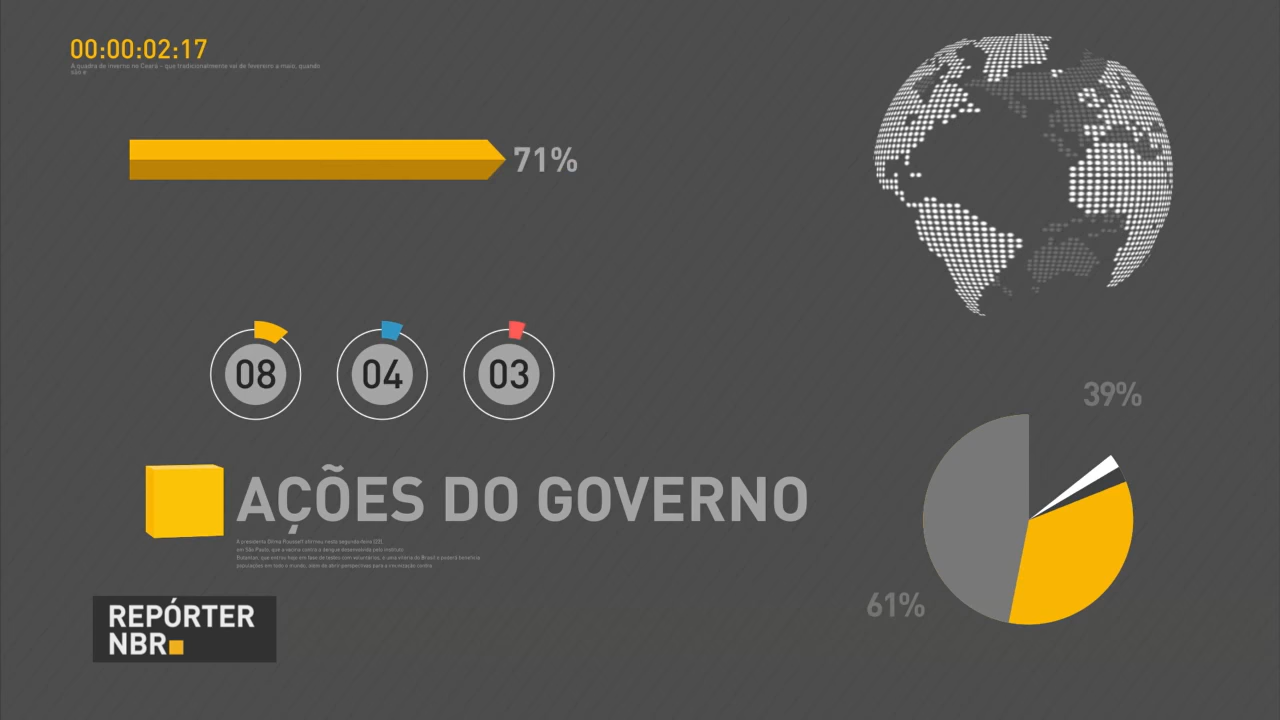 00:00:02:17
A quadra de inverno no Ceará – que tradicionalmente vai de fevereiro a maio, quando
não é
71%
08 04 03
39%
AÇÕES DO GOVERNO
A presidenta Dilma Rousseff afirmou nesta segunda-feira (22),
em São Paulo, que a vacina contra a dengue desenvolvida pelo Instituto
Butantan, que entrou hoje em fase de testes com voluntários, é uma vitória do Brasil e poderá beneficiar
populações em todo o mundo, além de abrir perspectivas para a imunização contra
61%
REPÓRTER
NBR